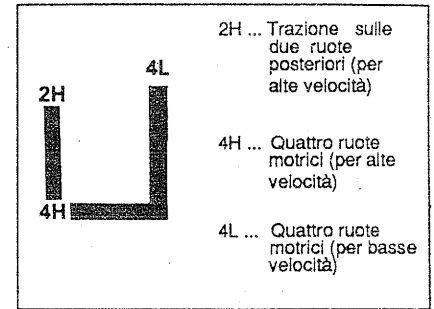 2H
4L
4H
2H ... Trazione sulle
due ruote
posteriori (per
alte velocità)
4H ... Quattro ruote
motrici (per alte
velocità)
4L ... Quattro ruote
motrici (per basse
velocità)